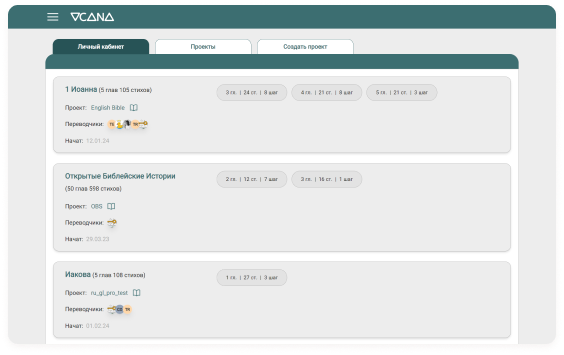 VCANA
Личный кабинет
Проекты
Создать проект
1 Иоанна (5 глав 105 стихов)
3 гл. | 24 ст. | 8 шаг
4 гл. | 21 ст. | 8 шаг
5 гл. | 21 ст. | 3 шаг
Проект: English Bible
Переводчики:
Начат: 12.01.24
Открытые Библейские Истории
(50 глав 598 стихов)
2 гл. | 12 ст. | 7 шаг
3 гл. | 16 ст. | 1 шаг
Проект: OBS
Переводчики:
Начат: 29.03.23
Иакова (5 глав 108 стихов)
1 гл. | 27 ст. | 3 шаг
Проект: ru_gl_pro_test
Переводчики:
Начат: 01.02.24